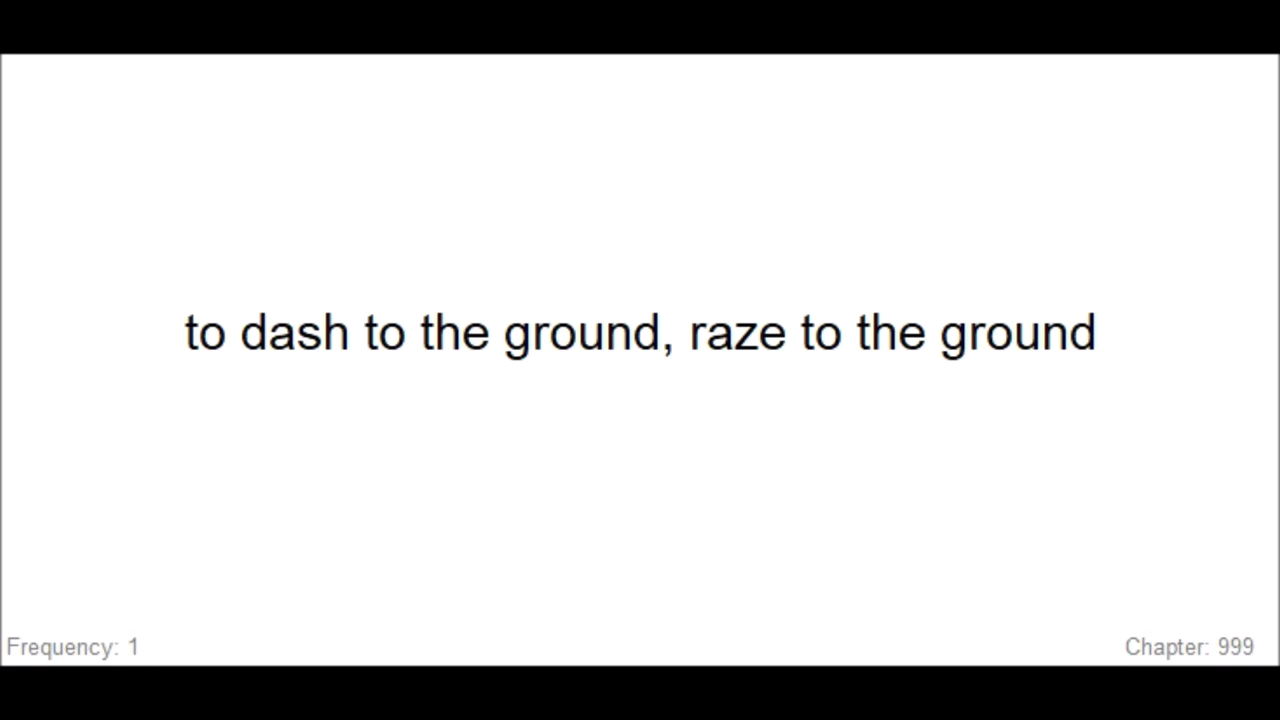 to dash to the ground, raze to the ground
Frequency: 1
Chapter: 999